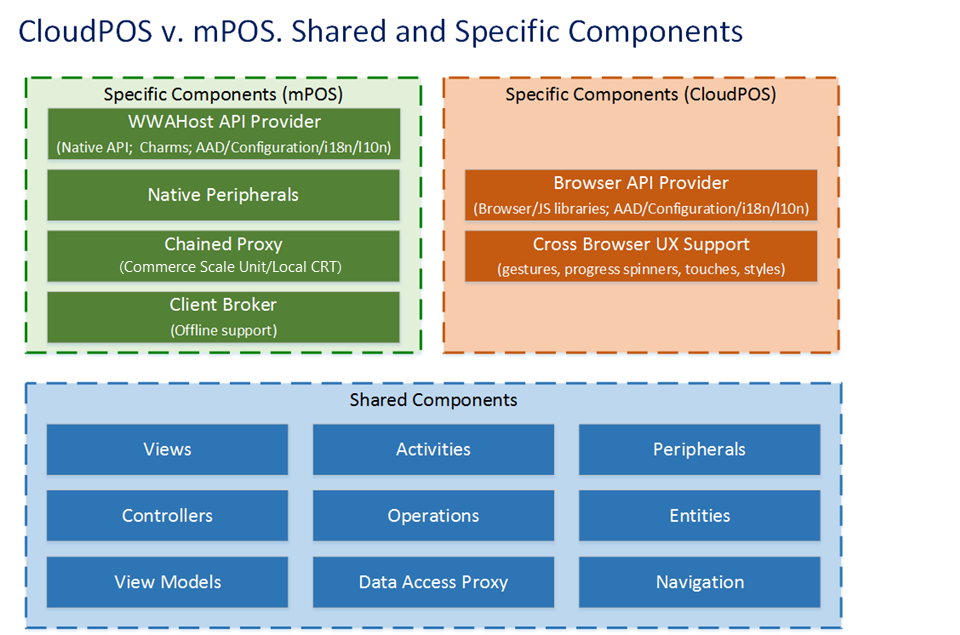 CloudPOS v. mPOS. Shared and Specific Components
Specific Components (mPOS)
WWAHost API Provider
(Native API; Charms; AAD/Configuration/i18n/l10n)
Native Peripherals
Chained Proxy
(Commerce Scale Unit/Local CRT)
Client Broker
(Offline support)
Specific Components (CloudPOS)
Browser API Provider
(Browser/JS libraries; AAD/Configuration/i18n/l10n)
Cross Browser UX Support
(gestures, progress spinners, touches, styles)
Shared Components
Views
Activities
Peripherals
Controllers
Operations
Entities
View Models
Data Access Proxy
Navigation